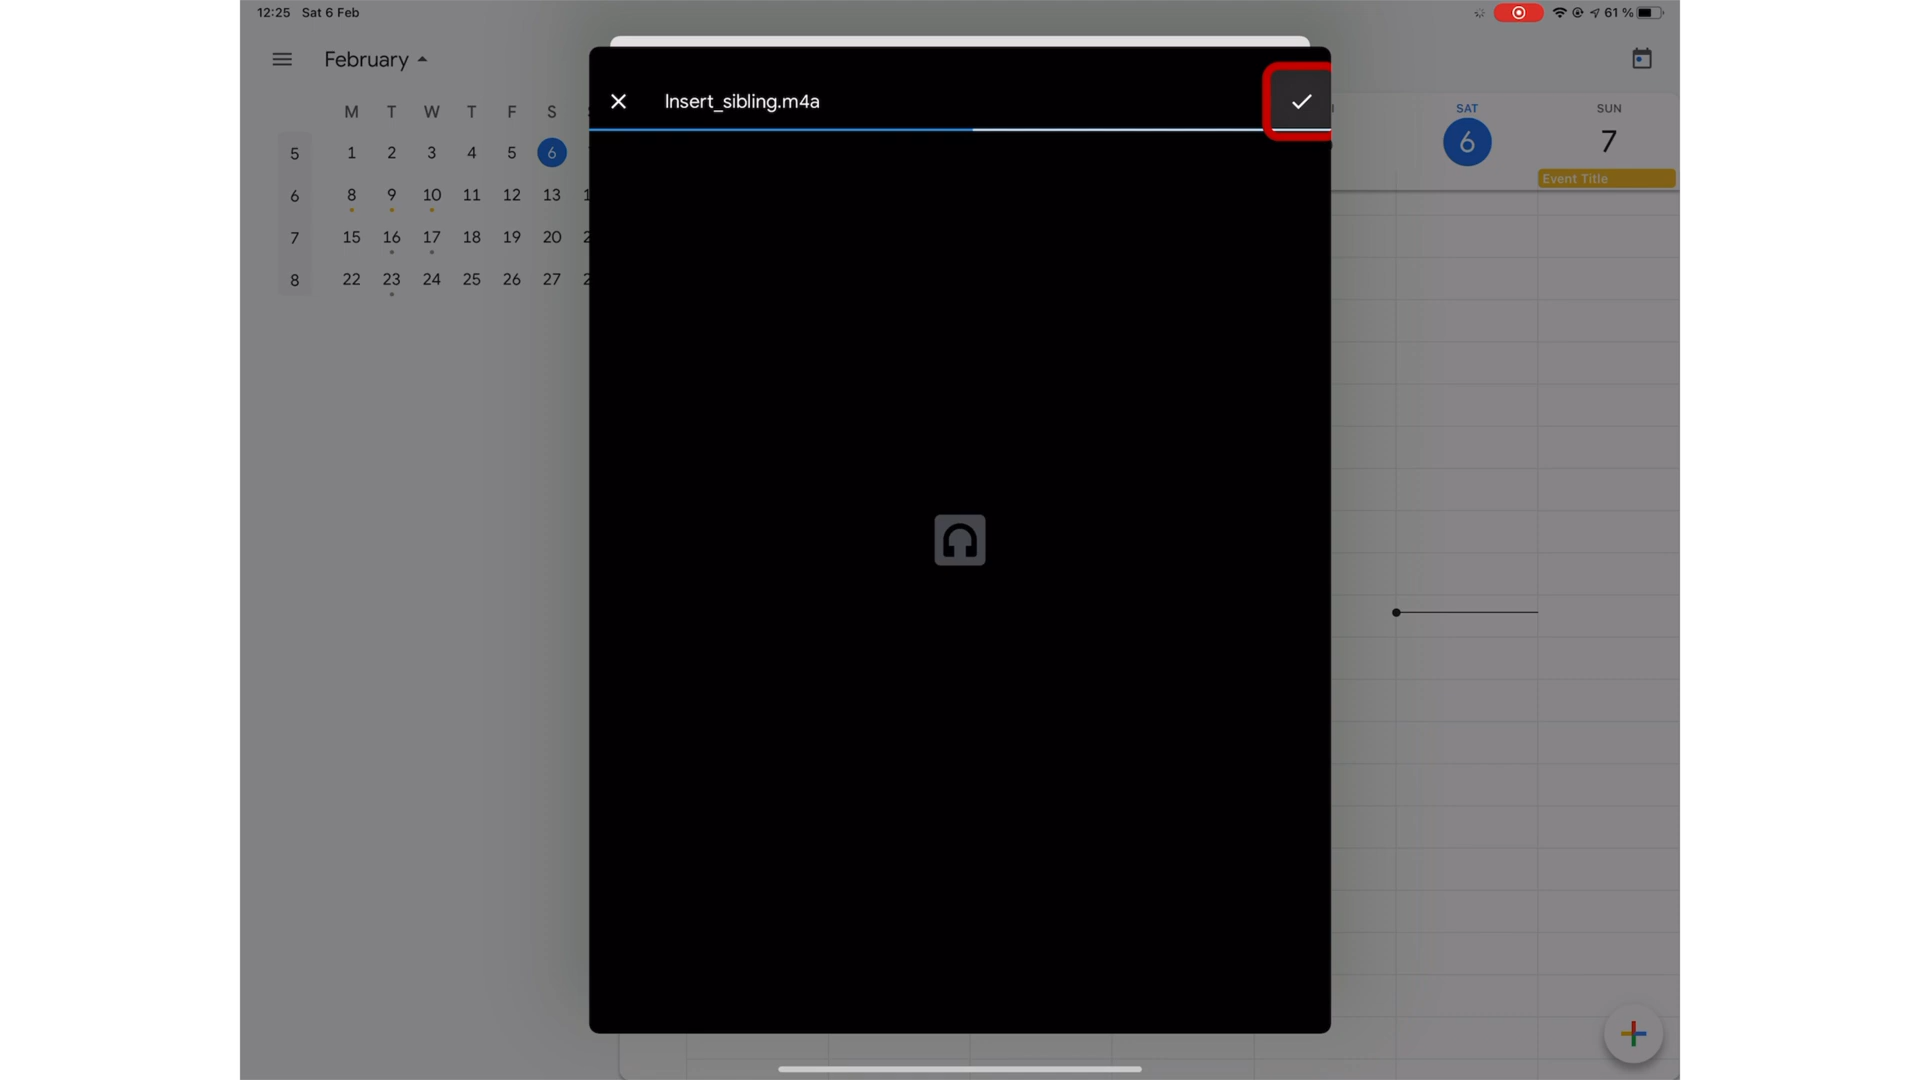 12:25 Sat 6 Feb
61 %
February
M T W T F S
5 1 2 3 4 5 6
6 8 9 10 11 12 13
7 15 16 17 18 19 20
8 22 23 24 25 26 27
Insert_sibling.m4a
SAT
6
SUN
7
Event Title